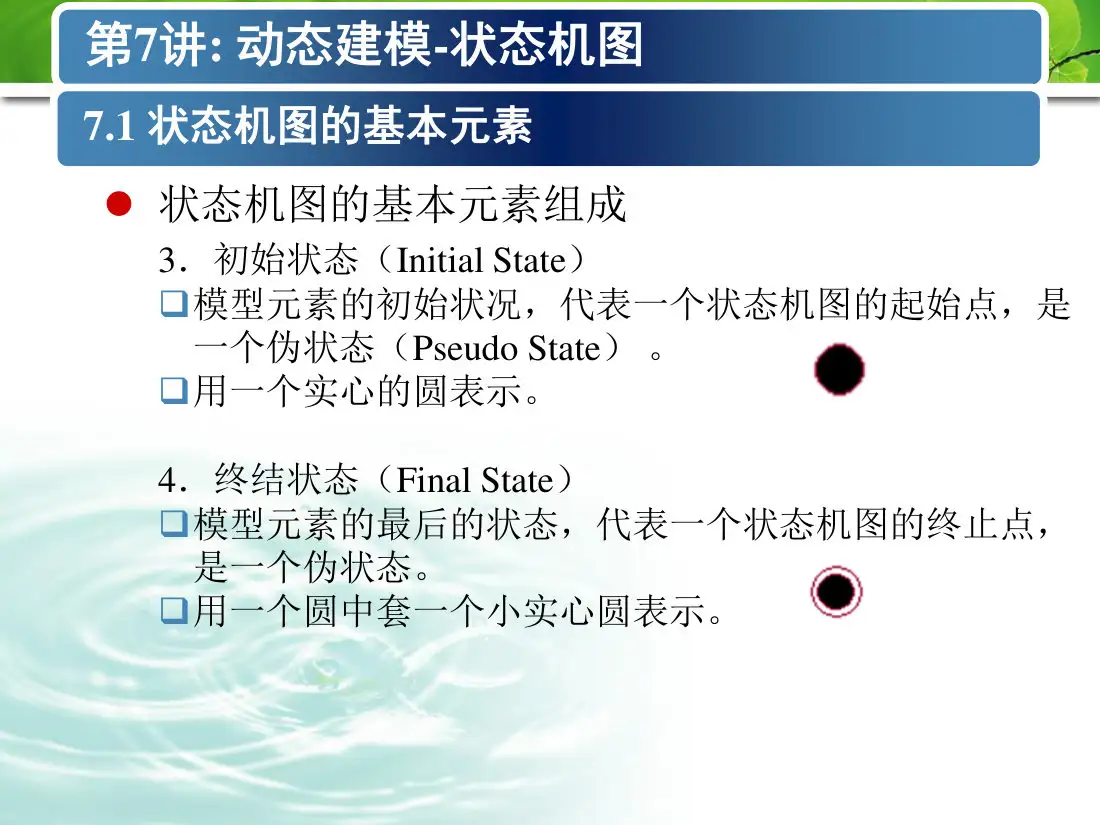 第7讲: 动态建模-状态机图
7.1 状态机图的基本元素
状态机图的基本元素组成
3．初始状态（Initial State）
模型元素的初始状况，代表一个状态机图的起始点，是
一个伪状态（Pseudo State） 。
用一个实心的圆表示。
4．终结状态（Final State）
模型元素的最后的状态，代表一个状态机图的终止点，
是一个伪状态。
用一个圆中套一个小实心圆表示。